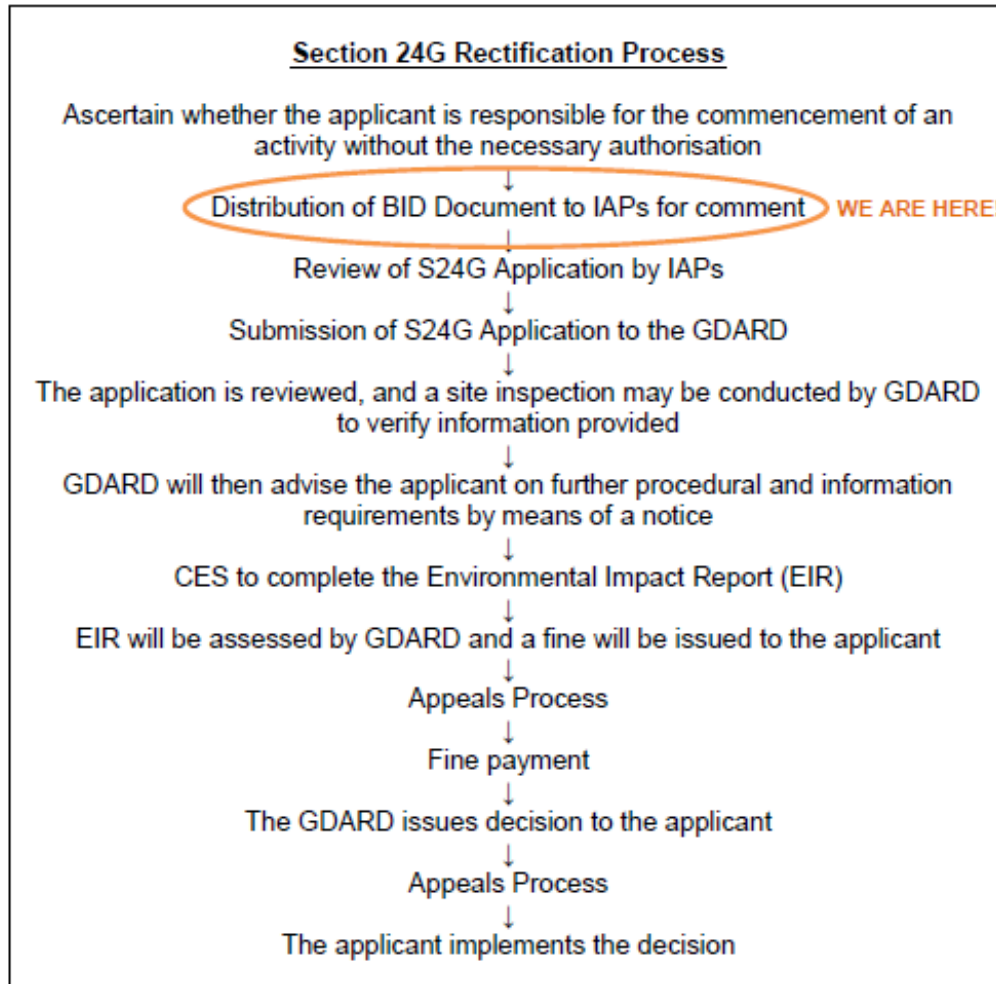 Section 24G Rectification Process
Ascertain whether the applicant is responsible for the commencement of an
activity without the necessary authorisation
↓
Distribution of BID Document to IAPs for comment WE ARE HERE
↓
Review of S24G Application by IAPs
↓
Submission of S24G Application to the GDARD
↓
The application is reviewed, and a site inspection may be conducted by GDARD
to verify information provided
↓
GDARD will then advise the applicant on further procedural and information
requirements by means of a notice
↓
CES to complete the Environmental Impact Report (EIR)
↓
EIR will be assessed by GDARD and a fine will be issued to the applicant
↓
Appeals Process
↓
Fine payment
↓
The GDARD issues decision to the applicant
↓
Appeals Process
↓
The applicant implements the decision